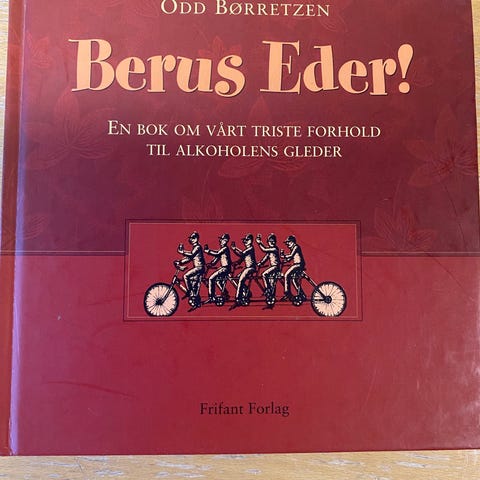 ODD BØRRETZEN
Berus Eder!
EN BOK OM VÅRT TRISTE FORHOLD
TIL ALKOHOLENS GLEDER
Frifant Forlag